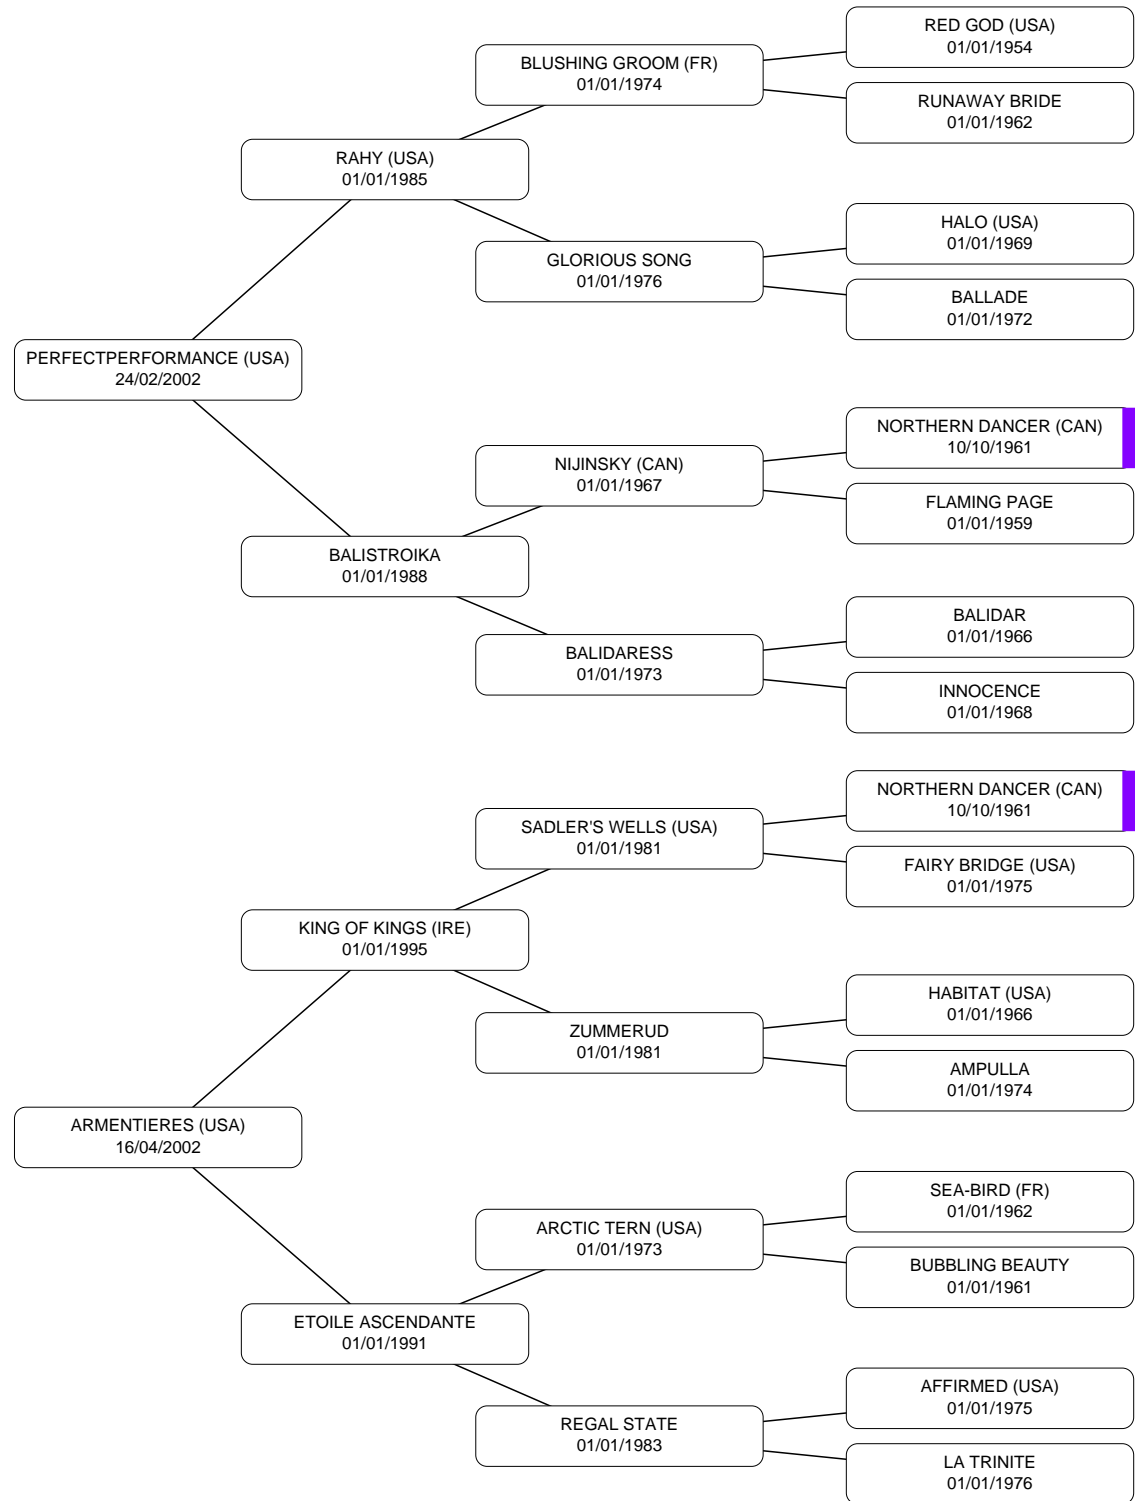 RED GOD (USA)
01/01/1954
BLUSHING GROOM (FR)
01/01/1974
RUNAWAY BRIDE
01/01/1962
RAHY (USA)
01/01/1985
HALO (USA)
01/01/1969
GLORIOUS SONG
01/01/1976
BALLADE
01/01/1972
PERFECTPERFORMANCE (USA)
24/02/2002
NORTHERN DANCER (CAN)
10/10/1961
NIJINSKY (CAN)
01/01/1967
FLAMING PAGE
01/01/1959
BALISTROIKA
01/01/1988
BALIDAR
01/01/1966
BALIDARESS
01/01/1973
INNOCENCE
01/01/1968
NORTHERN DANCER (CAN)
10/10/1961
SADLER'S WELLS (USA)
01/01/1981
FAIRY BRIDGE (USA)
01/01/1975
KING OF KINGS (IRE)
01/01/1995
HABITAT (USA)
01/01/1966
ZUMMERUD
01/01/1981
AMPULLA
01/01/1974
ARMENTIERES (USA)
16/04/2002
SEA-BIRD (FR)
01/01/1962
ARCTIC TERN (USA)
01/01/1973
BUBBLING BEAUTY
01/01/1961
ETOILE ASCENDANTE
01/01/1991
AFFIRMED (USA)
01/01/1975
REGAL STATE
01/01/1983
LA TRINITE
01/01/1976